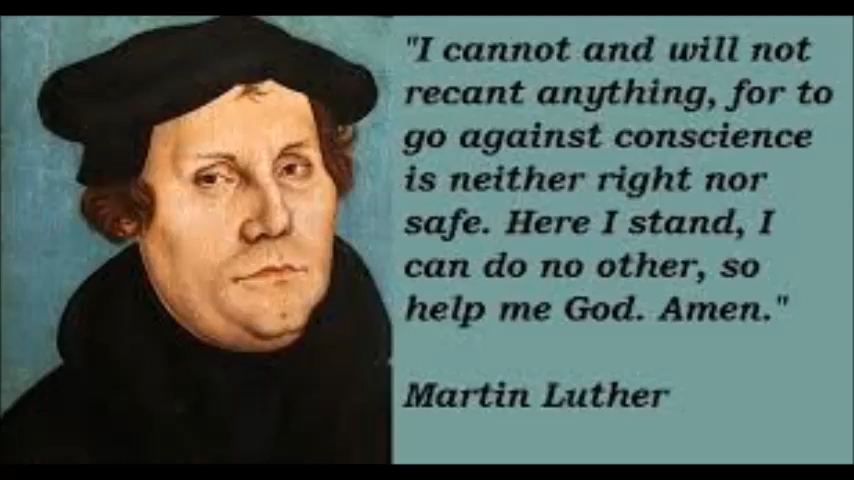 "I cannot and will not
recant anything, for to
go against conscience
is neither right nor
safe. Here I stand, I
can do no other, so
help me God. Amen."
Martin Luther